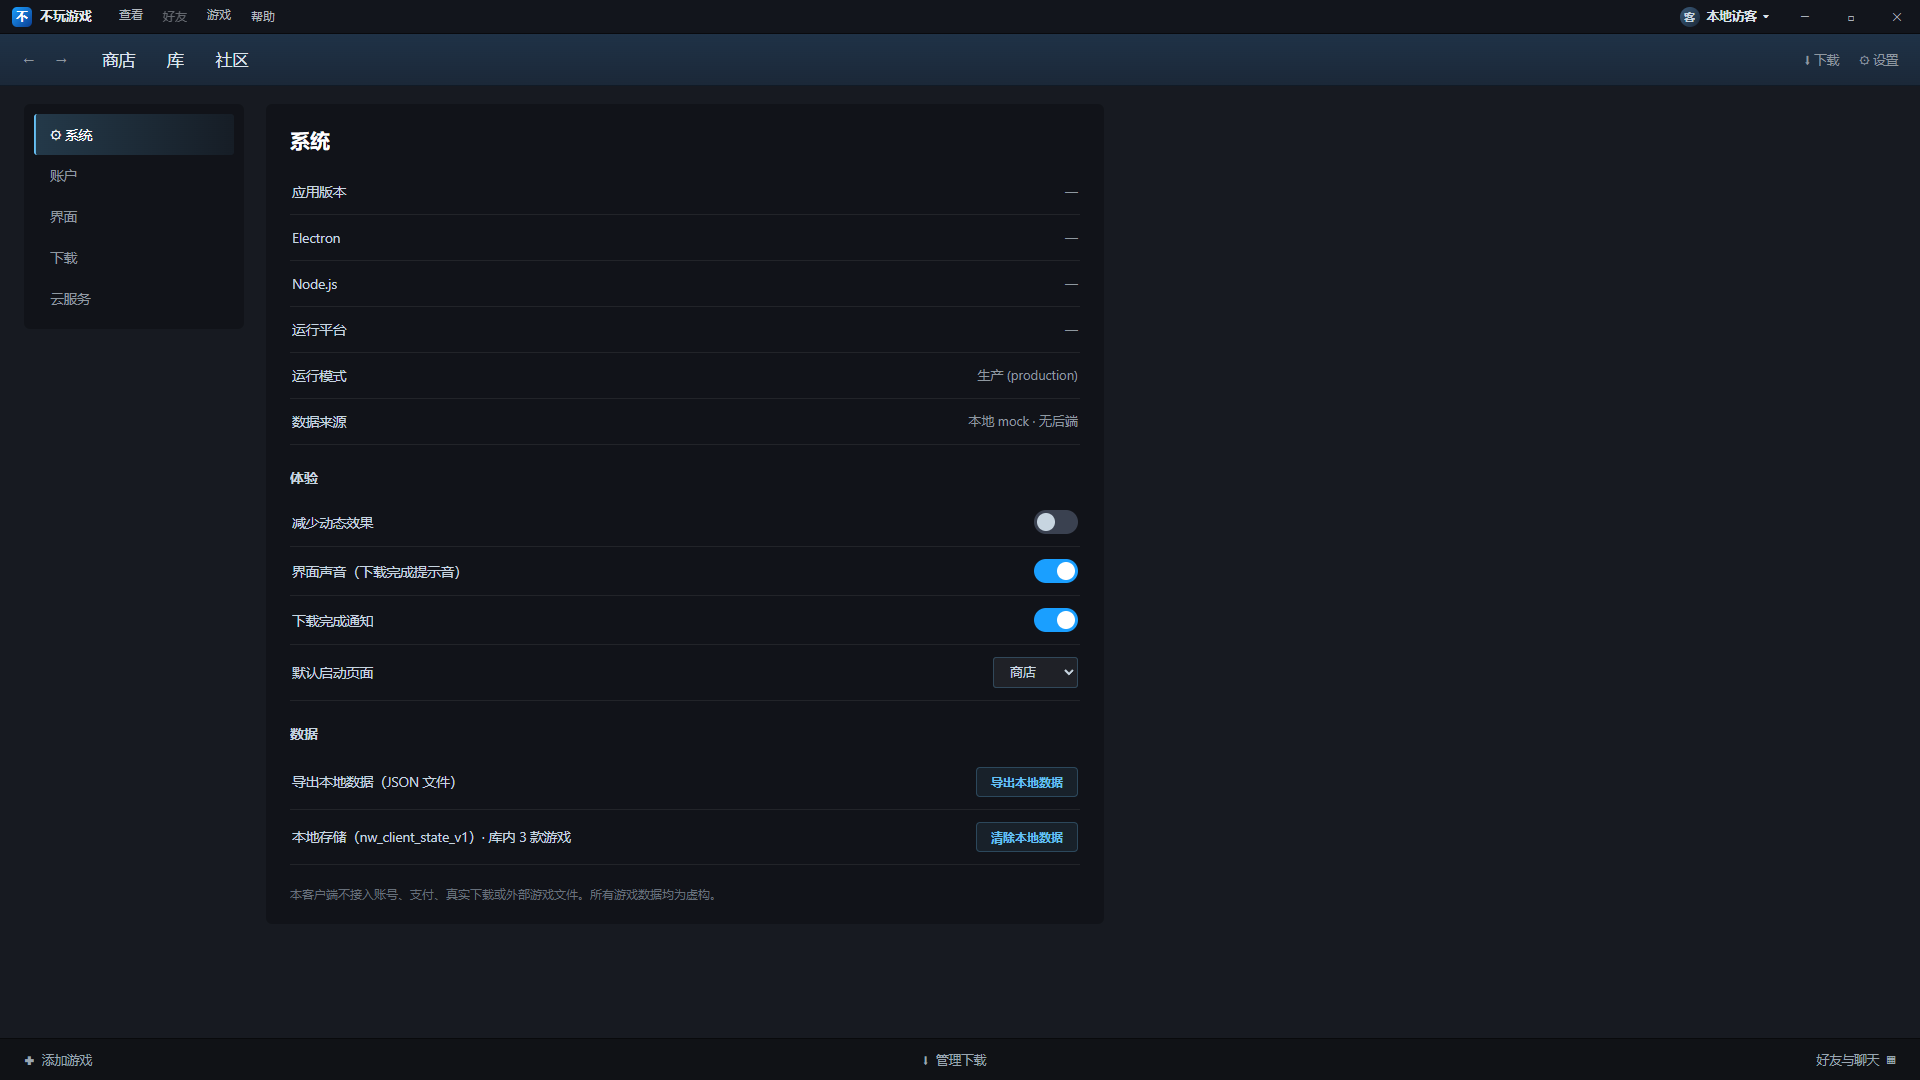 不 不玩游戏 查看 好友 游戏 帮助 客 本地访客
← → 商店 库 社区 下载 设置
系统
账户
界面
下载
云服务
系统
应用版本 —
Electron —
Node.js —
运行平台 —
运行模式 生产 (production)
数据来源 本地 mock · 无后端
体验
减少动态效果
界面声音（下载完成提示音）
下载完成通知
默认启动页面 商店
数据
导出本地数据（JSON 文件） 导出本地数据
本地存储（nw_client_state_v1）· 库内 3 款游戏 清除本地数据
本客户端不接入账号、支付、真实下载或外部游戏文件。所有游戏数据均为虚构。
添加游戏 管理下载 好友与聊天